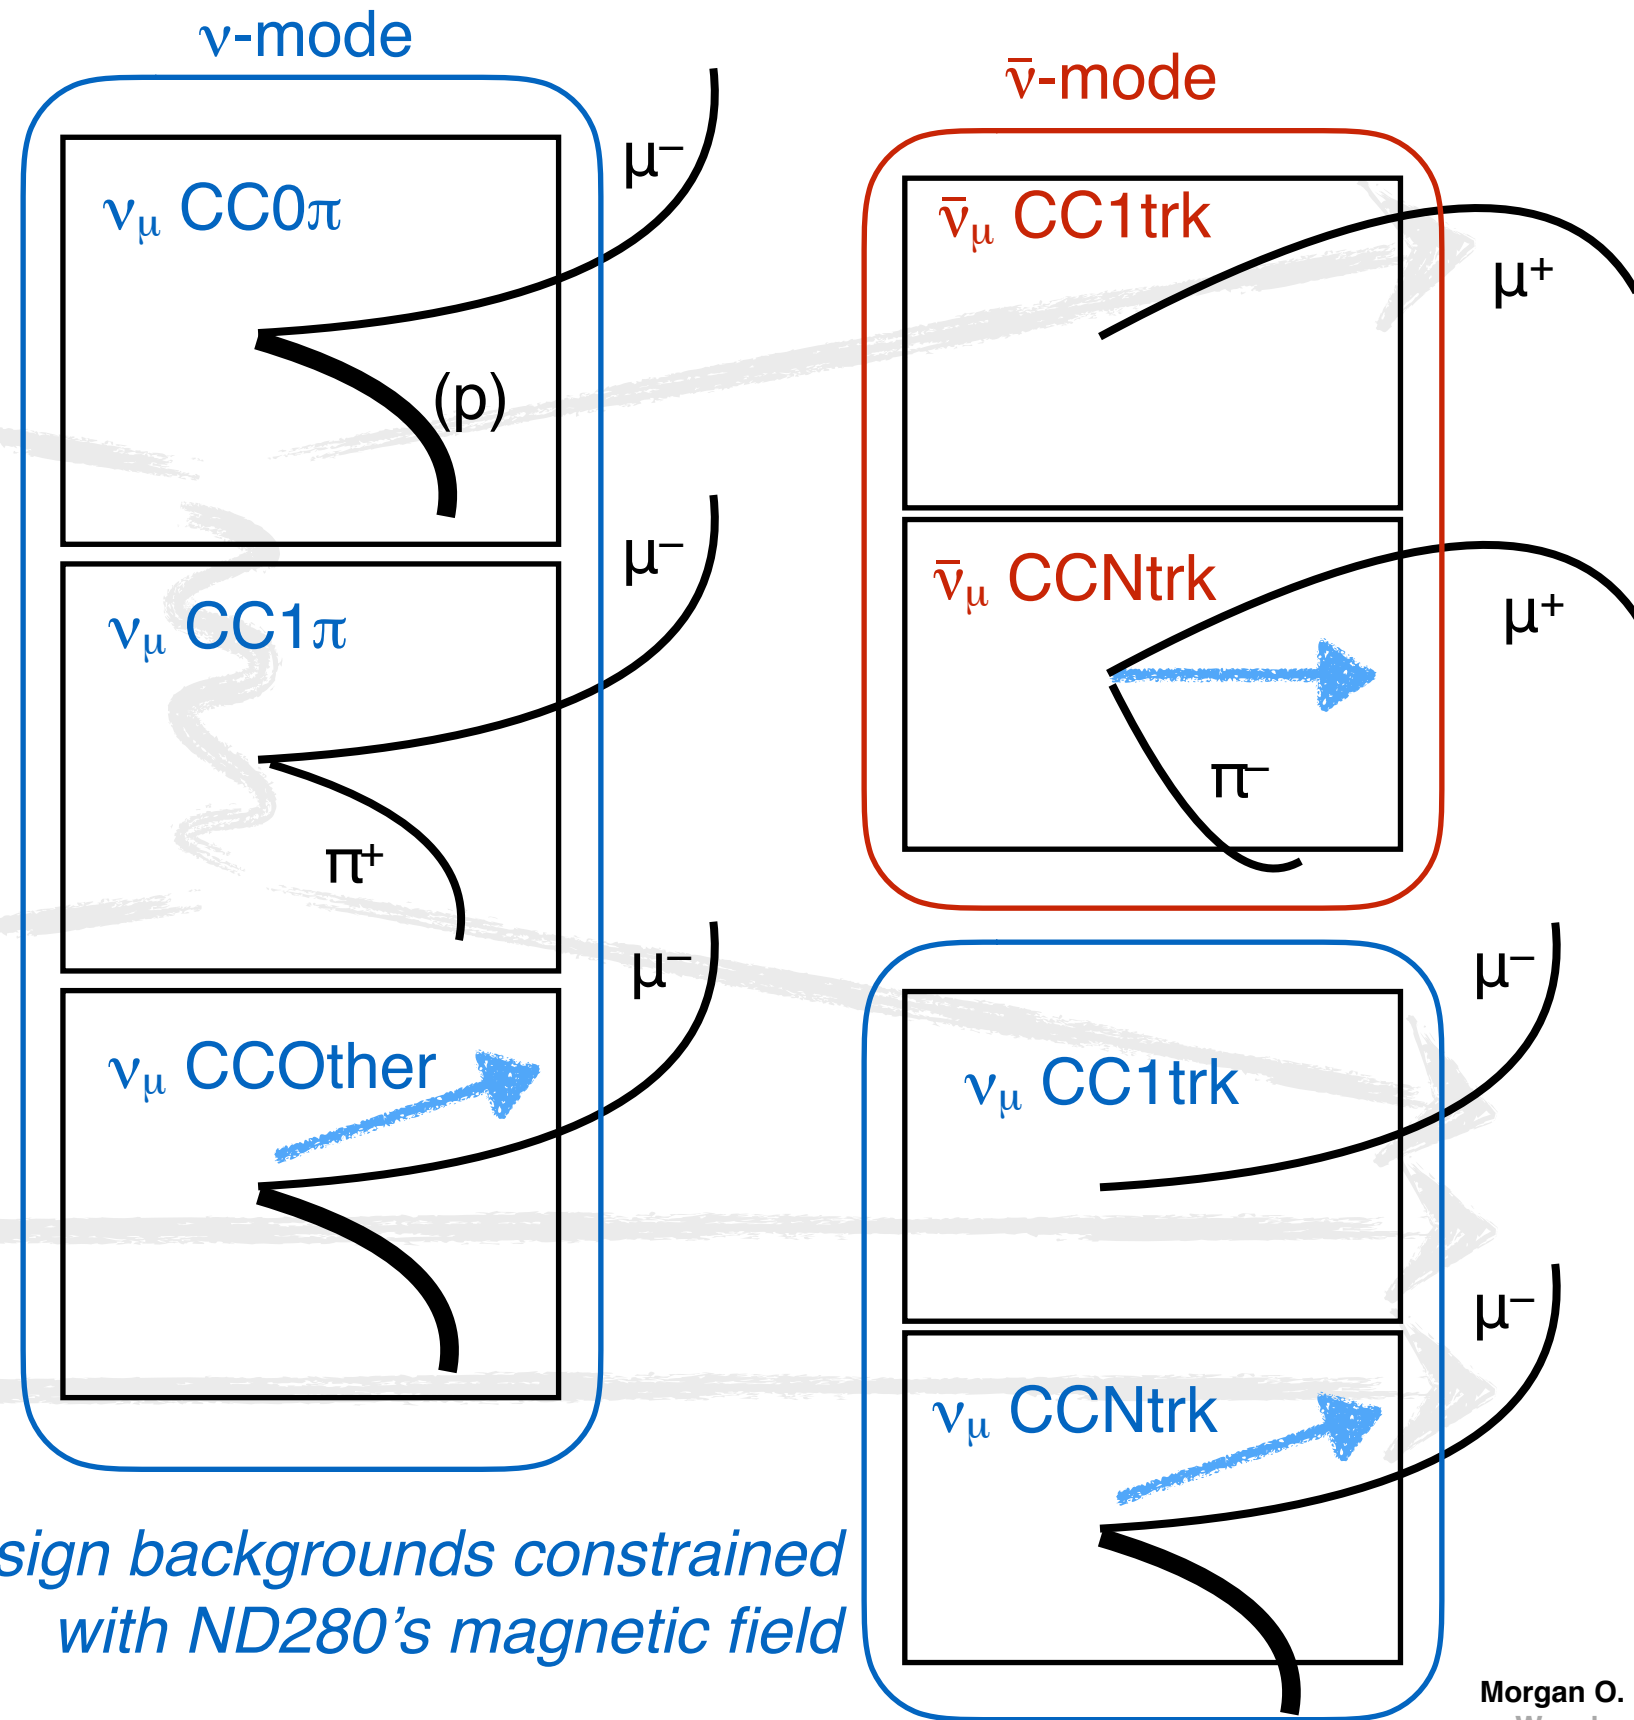 ν-mode
μ–
νμ CC0π
(p)
μ–
νμ CC1π
π+
μ–
νμ CCOther
ν̄-mode
ν̄μ CC1trk
μ+
ν̄μ CCNtrk
μ+
π–
μ–
νμ CC1trk
μ–
νμ CCNtrk
sign backgrounds constrained
with ND280’s magnetic field
Morgan O.